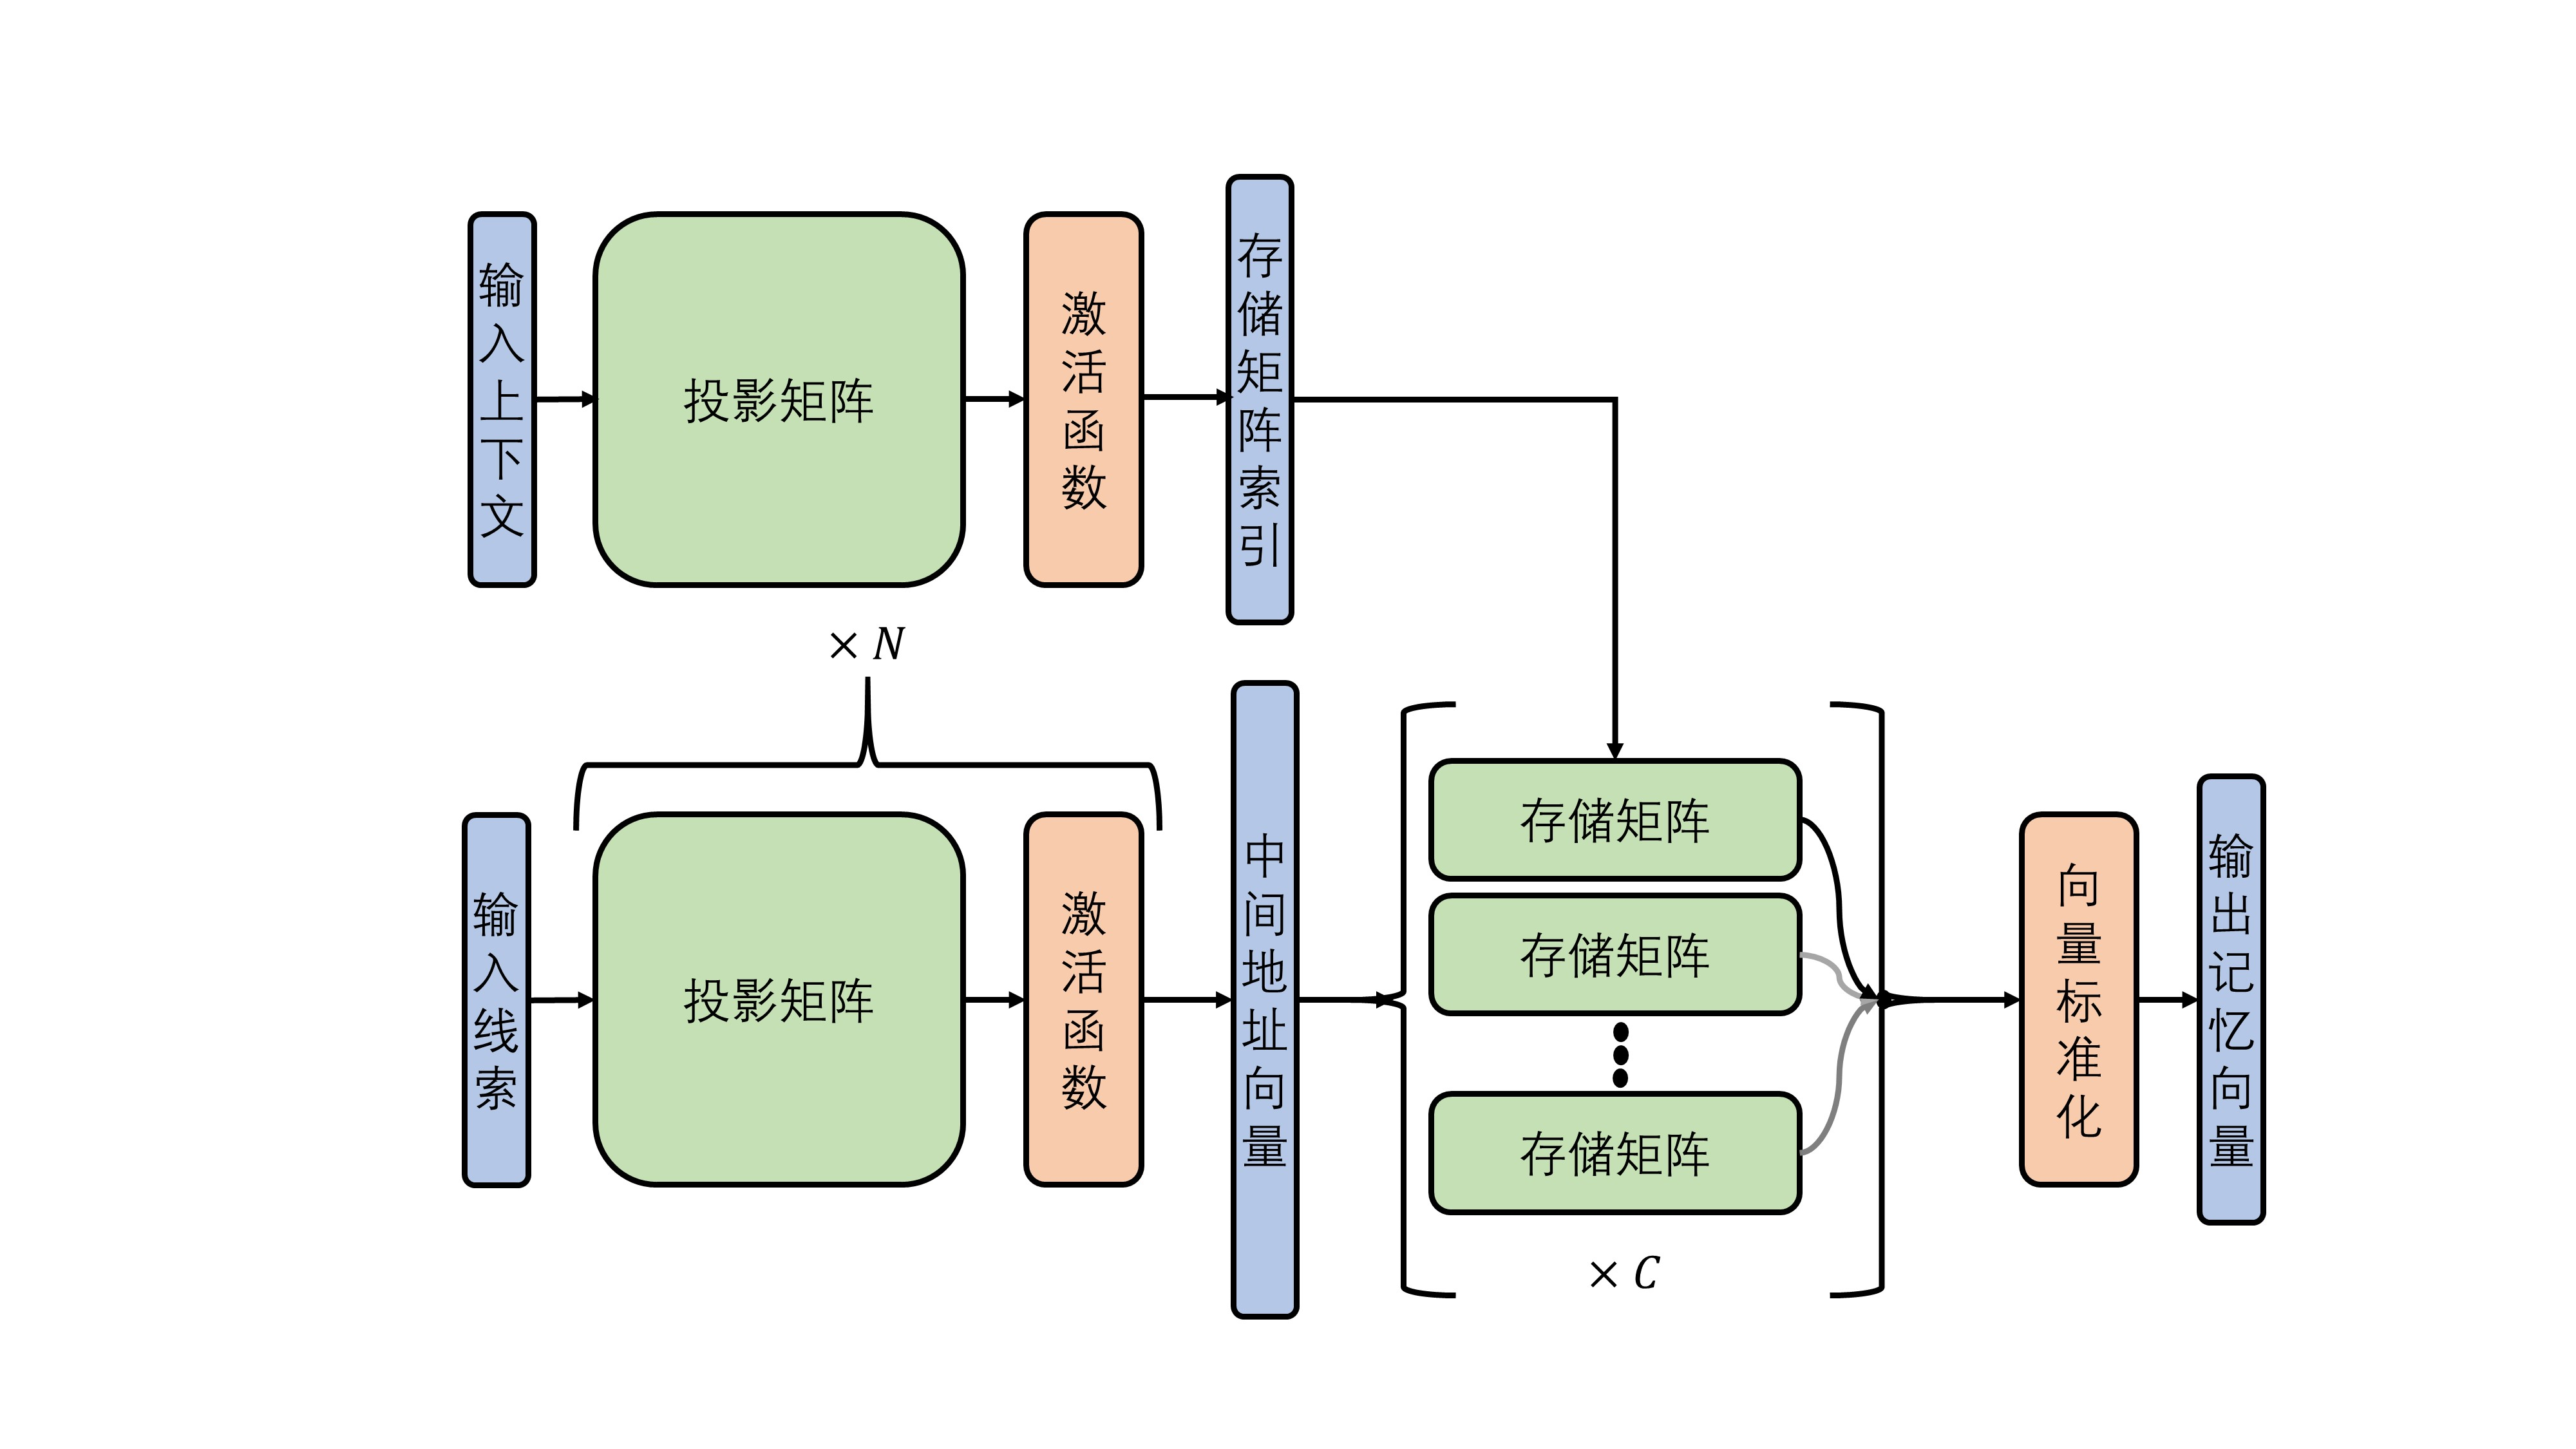 输入上下文
投影矩阵
激活函数
存储矩阵索引
× N
输入线索
投影矩阵
激活函数
中间地址向量
存储矩阵
存储矩阵
存储矩阵
× C
向量标准化
输出记忆向量